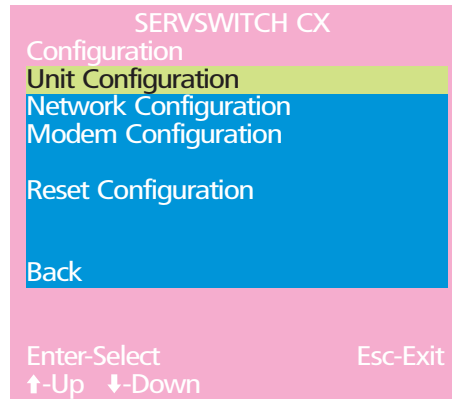 SERVSWITCH CX
Configuration
Unit Configuration
Network Configuration
Modem Configuration
Reset Configuration
Back
Enter-Select Esc-Exit
↑-Up ↓-Down